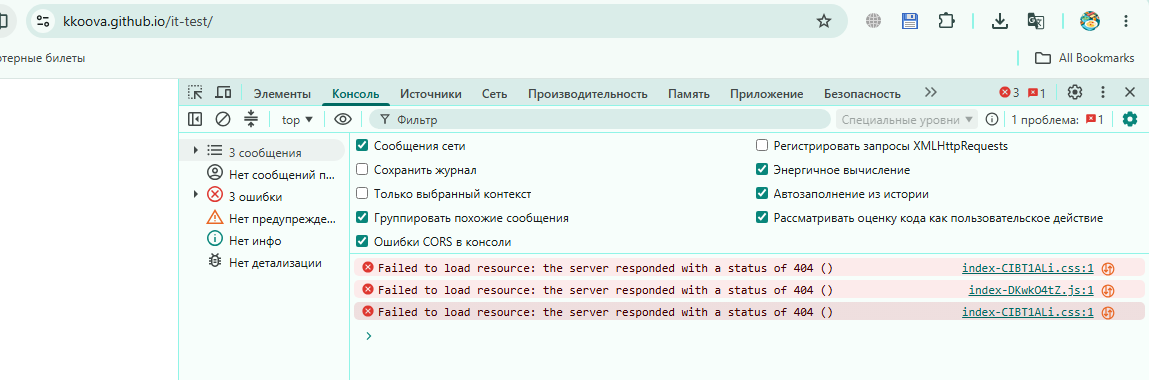 kkoova.github.io/it-test/
отерные билеты
All Bookmarks
Элементы Консоль Источники Сеть Производительность Память Приложение Безопасность 3 1
top Фильтр Специальные уровни 1 проблема: 1
3 сообщения
Нет сообщений п...
3 ошибки
Нет предупрежде...
Нет инфо
Нет детализации
Сообщения сети
Регистрировать запросы XMLHttpRequests
Сохранить журнал
Энергичное вычисление
Только выбранный контекст
Автозаполнение из истории
Группировать похожие сообщения
Рассматривать оценку кода как пользовательское действие
Ошибки CORS в консоли
Failed to load resource: the server responded with a status of 404 () index-CIBT1ALi.css:1
Failed to load resource: the server responded with a status of 404 () index-DKwkO4tZ.js:1
Failed to load resource: the server responded with a status of 404 () index-CIBT1ALi.css:1